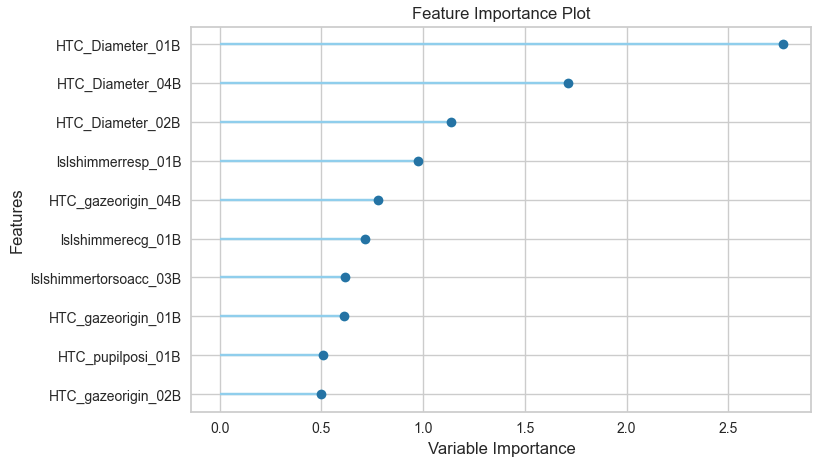 Feature Importance Plot
HTC_Diameter_01B
HTC_Diameter_04B
HTC_Diameter_02B
lslshimmerresp_01B
HTC_gazeorigin_04B
lslshimmerecg_01B
lslshimmertorsoacc_03B
HTC_gazeorigin_01B
HTC_pupilposi_01B
HTC_gazeorigin_02B
Features
0.0 0.5 1.0 1.5 2.0 2.5
Variable Importance